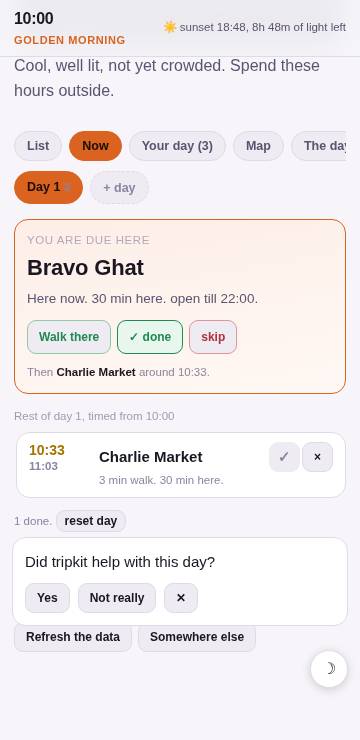 10:00
GOLDEN MORNING
☀️ sunset 18:48, 8h 48m of light left
Cool, well lit, not yet crowded. Spend these
hours outside.
List Now Your day (3) Map The day
Day 1
+ day
YOU ARE DUE HERE
Bravo Ghat
Here now. 30 min here. open till 22:00.
Walk there ✓ done skip
Then Charlie Market around 10:33.
Rest of day 1, timed from 10:00
10:33
11:03
Charlie Market
✓ ×
3 min walk. 30 min here.
1 done. reset day
Did tripkit help with this day?
Yes Not really ✕
Refresh the data Somewhere else